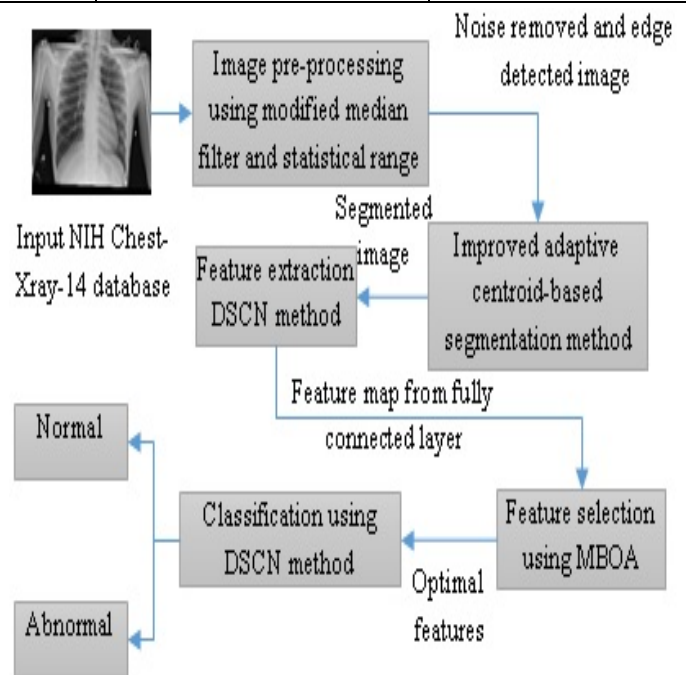 Image pre-processing
using modified median
filter and statistical range
Noise removed and edge
detected image
Input NIH Chest-
Xray-14 database
Segmented
image
Improved adaptive
centroid-based
segmentation method
Feature extraction
DSCN method
Feature map from fully
connected layer
Feature selection
using MBOA
Optimal
features
Classification using
DSCN method
Normal
Abnormal